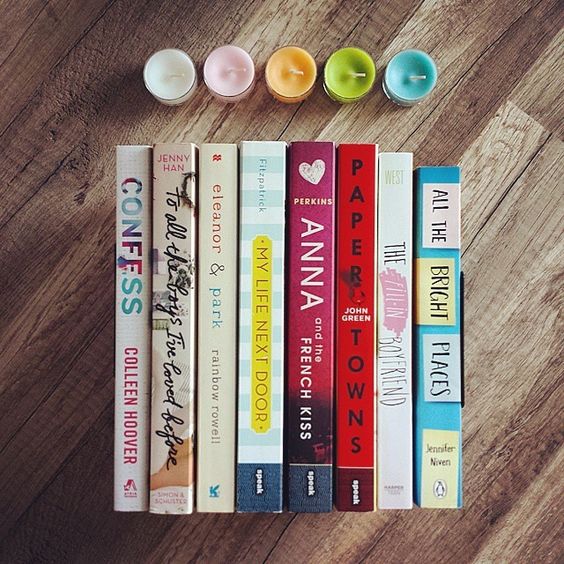 CONFESS
COLLEEN HOOVER
JENNY HAN
To all the boys I've loved before
SIMON & SCHUSTER
eleanor & park
rainbow rowell
Fitzpatrick
MY LIFE NEXT DOOR
speak
PERKINS
ANNA and the FRENCH KISS
speak
PAPER TOWNS
JOHN GREEN
speak
WEST
THE Fill-IN BOYFRIEND
HARPER TEEN
ALL THE
BRIGHT
PLACES
Jennifer
Niven